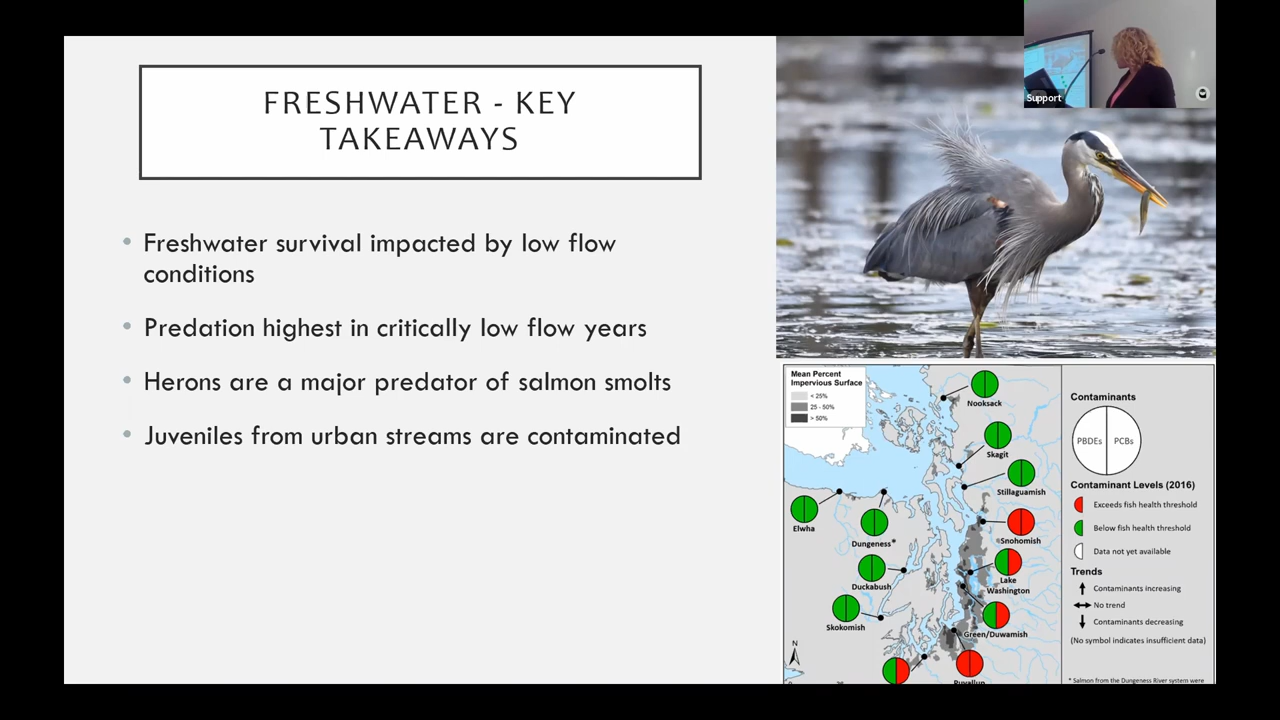 FRESHWATER - KEY
TAKEAWAYS
Freshwater survival impacted by low flow
conditions
Predation highest in critically low flow years
Herons are a major predator of salmon smolts
Juveniles from urban streams are contaminated
Support
Mean Percent
Impervious Surface
< 25%
25 - 50%
> 50%
Nooksack
Skagit
Stillaguamish
Elwha
Dungeness*
Snohomish
Duckabush
Lake
Washington
Skokomish
Green/Duwamish
Puyallup
N
Contaminants
PBDEs PCBs
Contaminant Levels (2016)
Exceeds fish health threshold
Below fish health threshold
Data not yet available
Trends
Contaminants increasing
No trend
Contaminants decreasing
(No symbol indicates insufficient data)
* Salmon from the Dungeness River system were